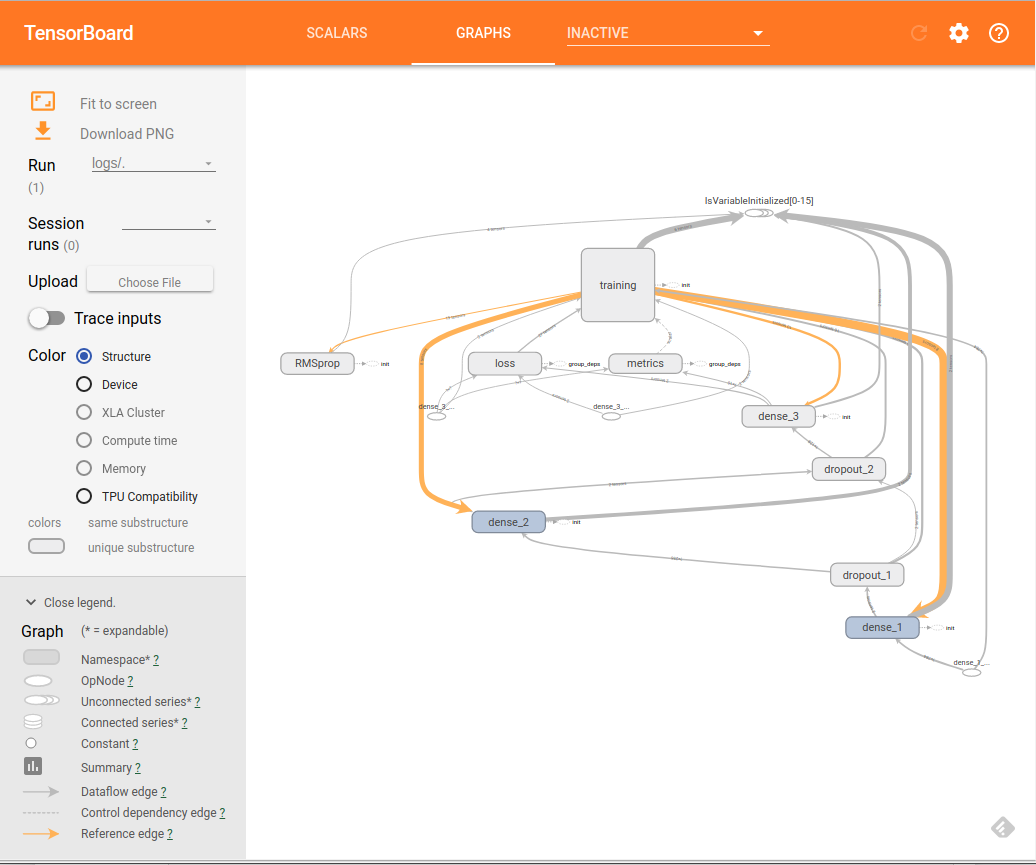 TensorBoard
SCALARS
GRAPHS
INACTIVE
Fit to screen
Download PNG
Run
logs/.
(1)
Session
runs (0)
Upload
Choose File
Trace inputs
Color
Structure
Device
XLA Cluster
Compute time
Memory
TPU Compatibility
colors
same substructure
unique substructure
Close legend.
Graph
(* = expandable)
Namespace* ?
OpNode ?
Unconnected series* ?
Connected series* ?
Constant ?
Summary ?
Dataflow edge ?
Control dependency edge ?
Reference edge ?
IsVariableInitialized[0-15]
training
init
RMSprop
init
loss
group_deps
metrics
group_deps
dense_3_...
dense_3_...
dense_3
init
dropout_2
dense_2
init
dropout_1
dense_1
init
dense_1_...